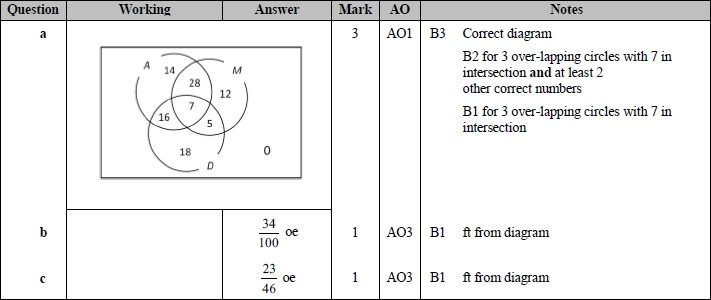 Question Working Answer Mark AO Notes
a 3 AO1 B3 Correct diagram
B2 for 3 over-lapping circles with 7 in
intersection and at least 2
other correct numbers
B1 for 3 over-lapping circles with 7 in
intersection
A 14 M
28
12
7
16 5
18 0
D
b 34/100 oe 1 AO3 B1 ft from diagram
c 23/46 oe 1 AO3 B1 ft from diagram